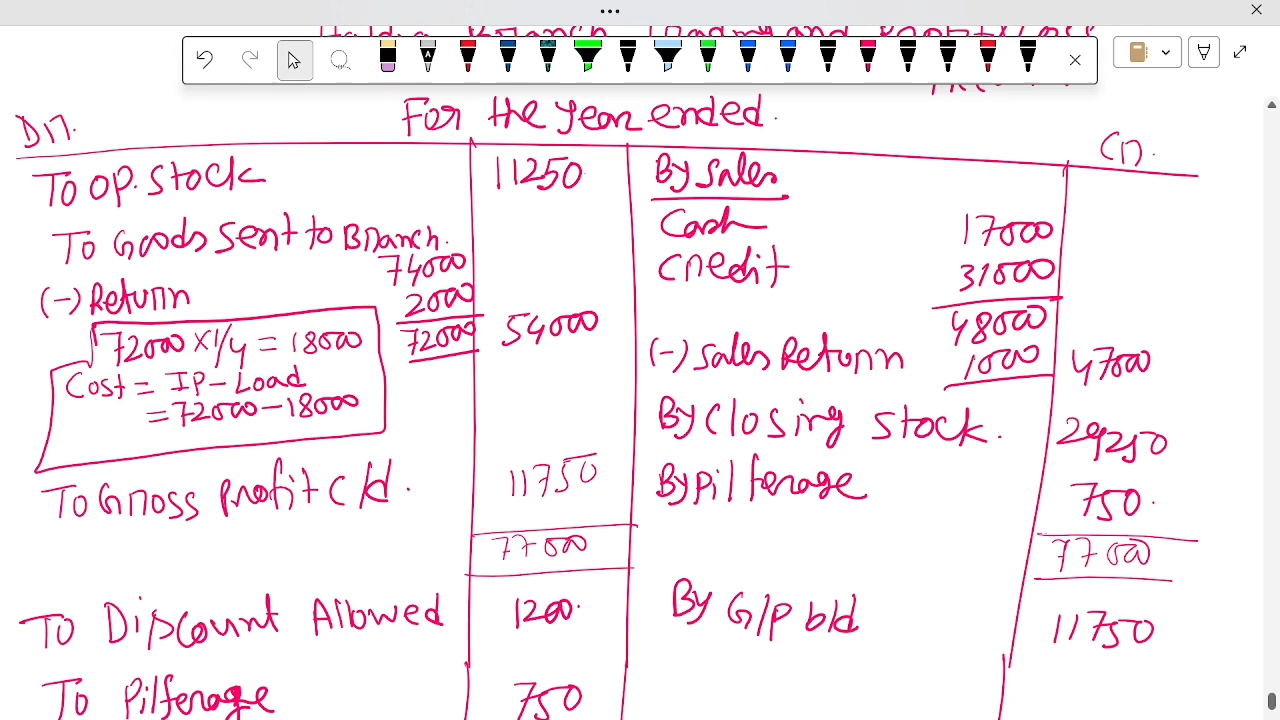 For the year ended.
Dr.
Cr.
To OP. Stock 11250
To Goods Sent to Branch. 74000
(-) Return 2000
72000 54000
72000 X 1/4 = 18000
Cost = IP - Load
= 72000 - 18000
To Gross Profit C/d. 11750
77000
To Discount Allowed 1200.
To Pilferage 750
By Sales
Cash 17000
Credit 31000
48000
(-) Sales Return 1000 47000
By Closing Stock. 29250
By Pilferage 750.
77000
By G/P b/d 11750